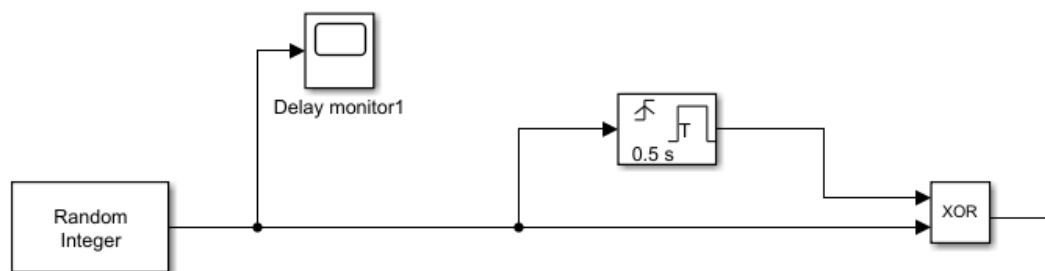 Delay monitor1
T
0.5 s
Random
Integer
XOR